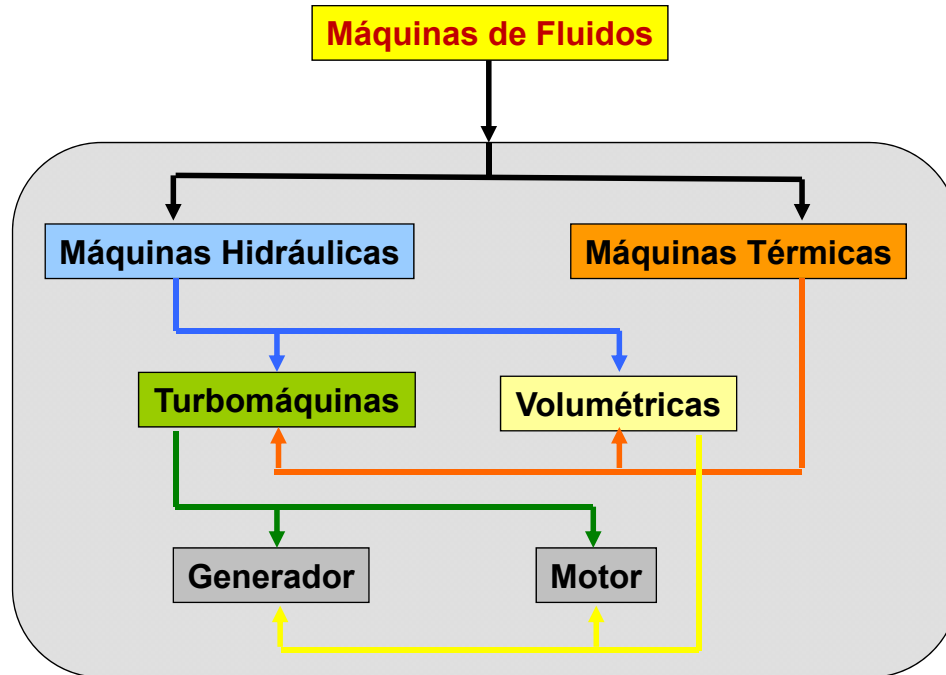 Máquinas de Fluidos
Máquinas Hidráulicas
Máquinas Térmicas
Turbomáquinas
Volumétricas
Generador
Motor